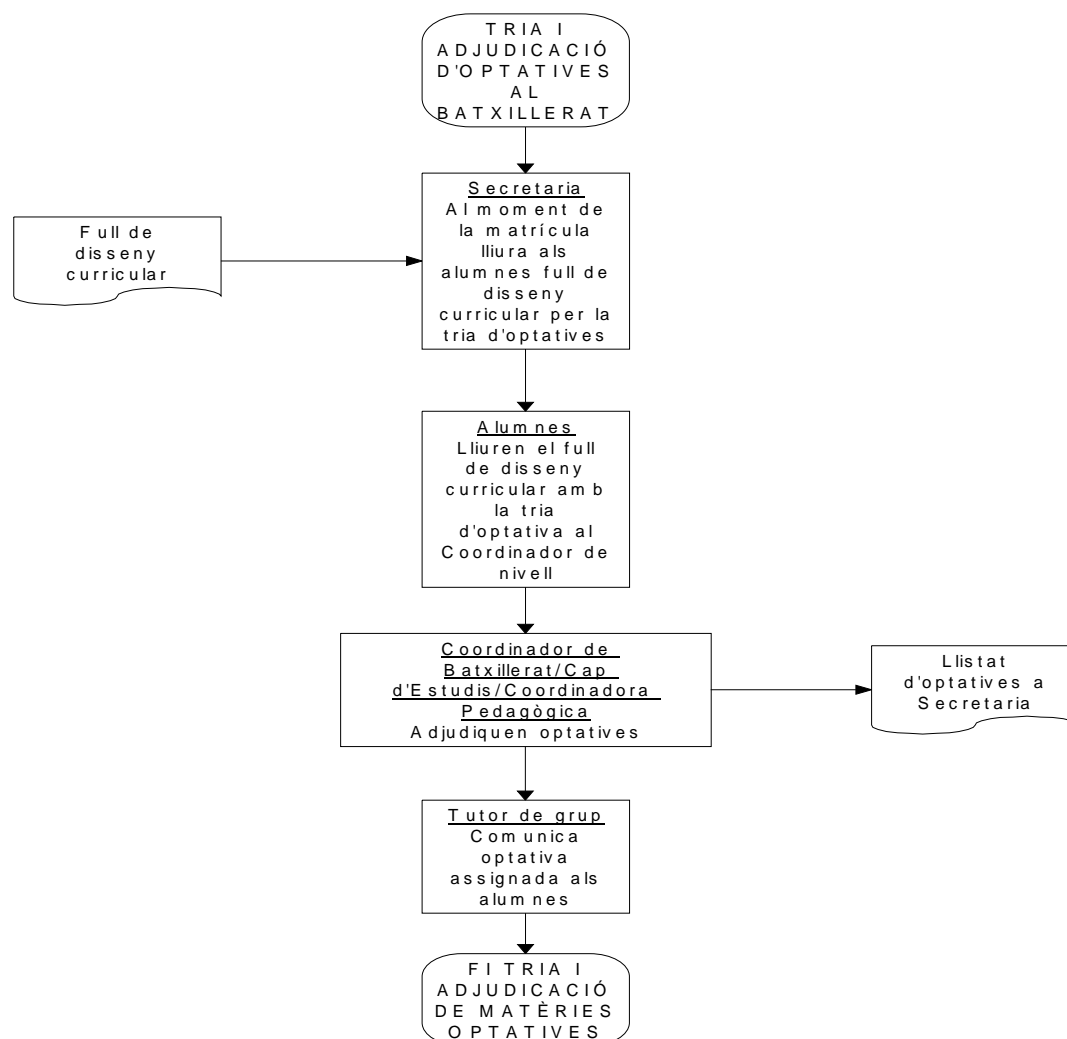 TRIA I
ADJUDICACIÓ
D'OPTATIVES
AL
BATXILLERAT
Secretaria
Al moment de
la matrícula
lliura als
alumnes full de
disseny
curricular per la
tria d'optatives
Full de
disseny
curricular
Alumnes
Lliuren el full
de disseny
curricular amb
la tria
d'optativa al
Coordinador de
nivell
Coordinador de
Batxillerat/Cap
d'Estudis/Coordinadora
Pedagògica
Adjudiquen optatives
Llistat
d'optatives a
Secretaria
Tutor de grup
Comunica
optativa
assignada als
alumnes
FI TRIA I
ADJUDICACIÓ
DE MATÈRIES
OPTATIVES